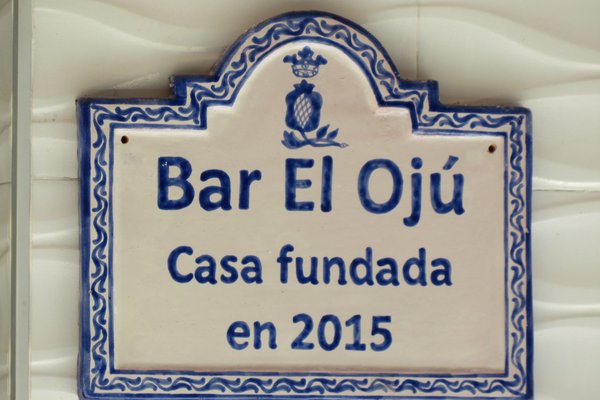 Bar El Ojú
Casa fundada
en 2015